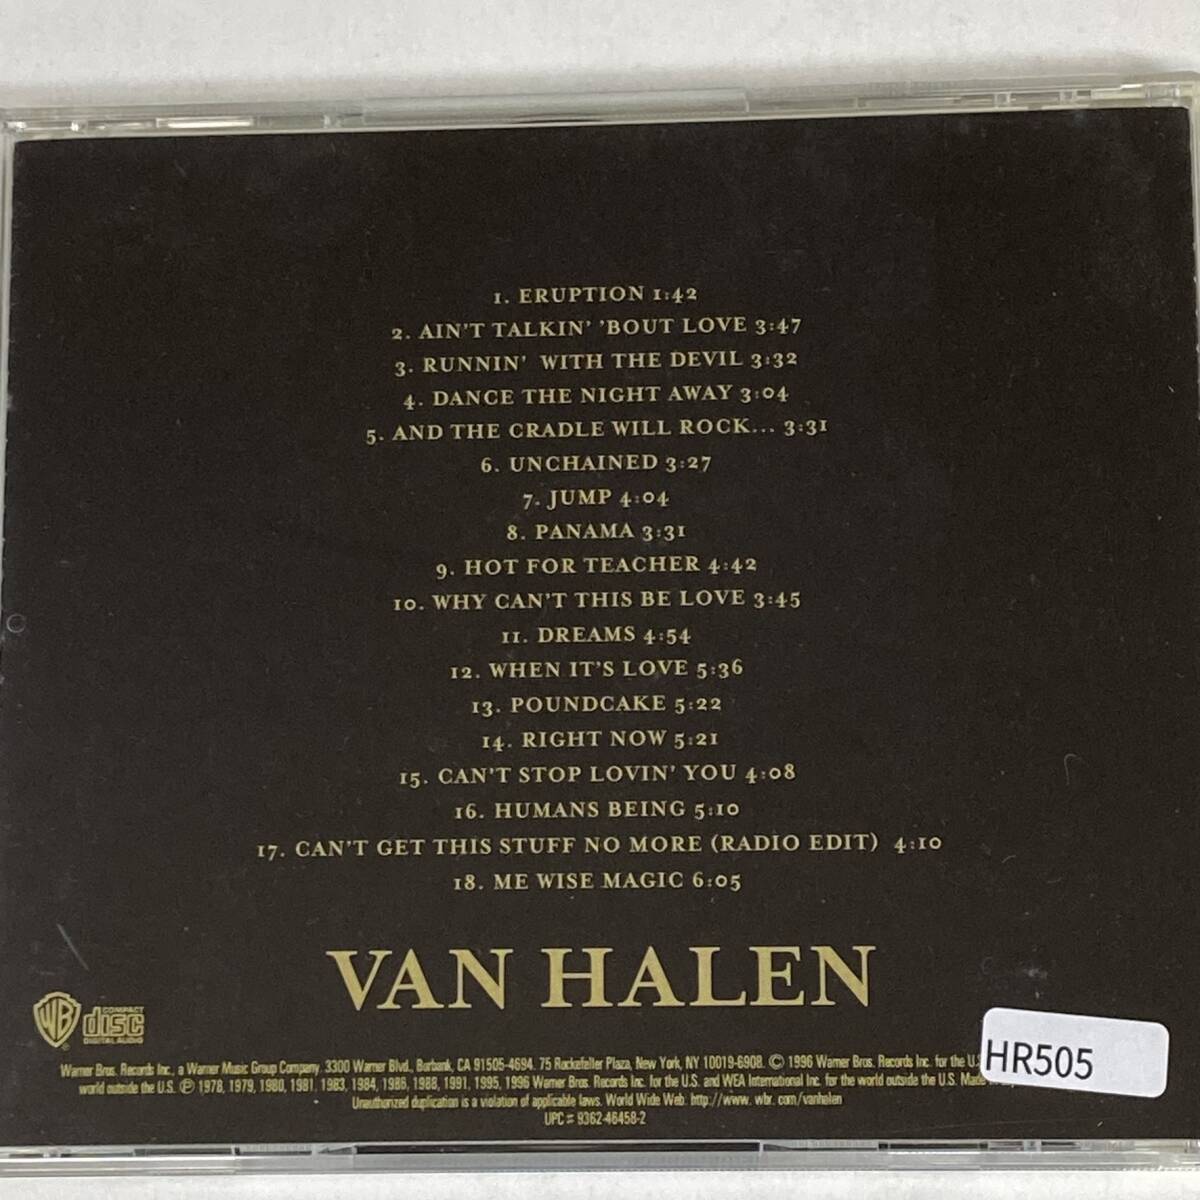 1. ERUPTION 1:42
2. AIN'T TALKIN' 'BOUT LOVE 3:47
3. RUNNIN' WITH THE DEVIL 3:32
4. DANCE THE NIGHT AWAY 3:04
5. AND THE CRADLE WILL ROCK... 3:31
6. UNCHAINED 3:27
7. JUMP 4:04
8. PANAMA 3:31
9. HOT FOR TEACHER 4:42
10. WHY CAN'T THIS BE LOVE 3:45
11. DREAMS 4:54
12. WHEN IT'S LOVE 5:36
13. POUNDCAKE 5:22
14. RIGHT NOW 5:21
15. CAN'T STOP LOVIN' YOU 4:08
16. HUMANS BEING 5:10
17. CAN'T GET THIS STUFF NO MORE (RADIO EDIT) 4:10
18. ME WISE MAGIC 6:05
VAN HALEN
WB
COMPACT
disc
DIGITAL AUDIO
HR505
Warner Bros. Records Inc., a Warner Music Group Company. 3300 Warner Blvd., Burbank, CA 91505-4694. 75 Rockefeller Plaza, New York, NY 10019-6908. © 1996 Warner Bros. Records Inc. for the U.S.
world outside the U.S. ℗ 1978, 1979, 1980, 1981, 1983, 1984, 1986, 1988, 1991, 1995, 1996 Warner Bros. Records Inc. for the U.S. and WEA International Inc. for the world outside the U.S. Made
Unauthorized duplication is a violation of applicable laws. World Wide Web: http://www. wbr. com/vanhalen
UPC = 9362-46458-2